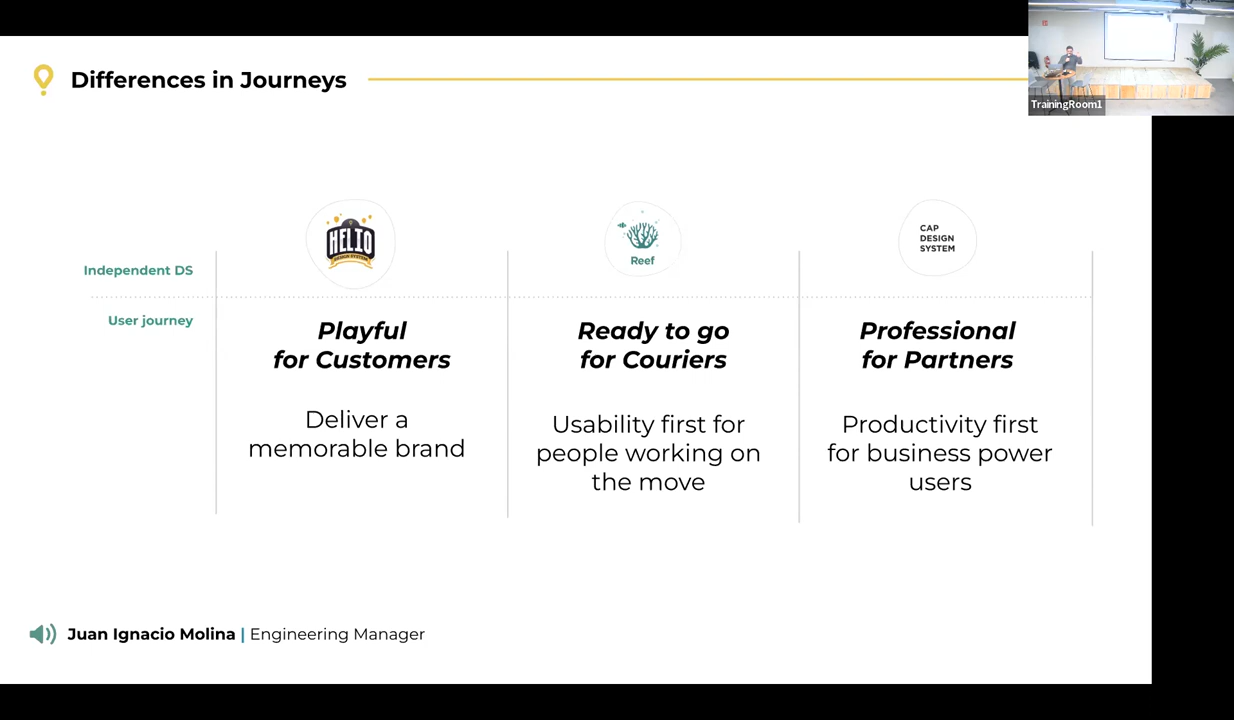 Differences in Journeys
TrainingRoom1
HELIO
DESIGN SYSTEM
Reef
CAP
DESIGN
SYSTEM
Independent DS
User journey
Playful
for Customers
Deliver a
memorable brand
Ready to go
for Couriers
Usability first for
people working on
the move
Professional
for Partners
Productivity first
for business power
users
Juan Ignacio Molina | Engineering Manager